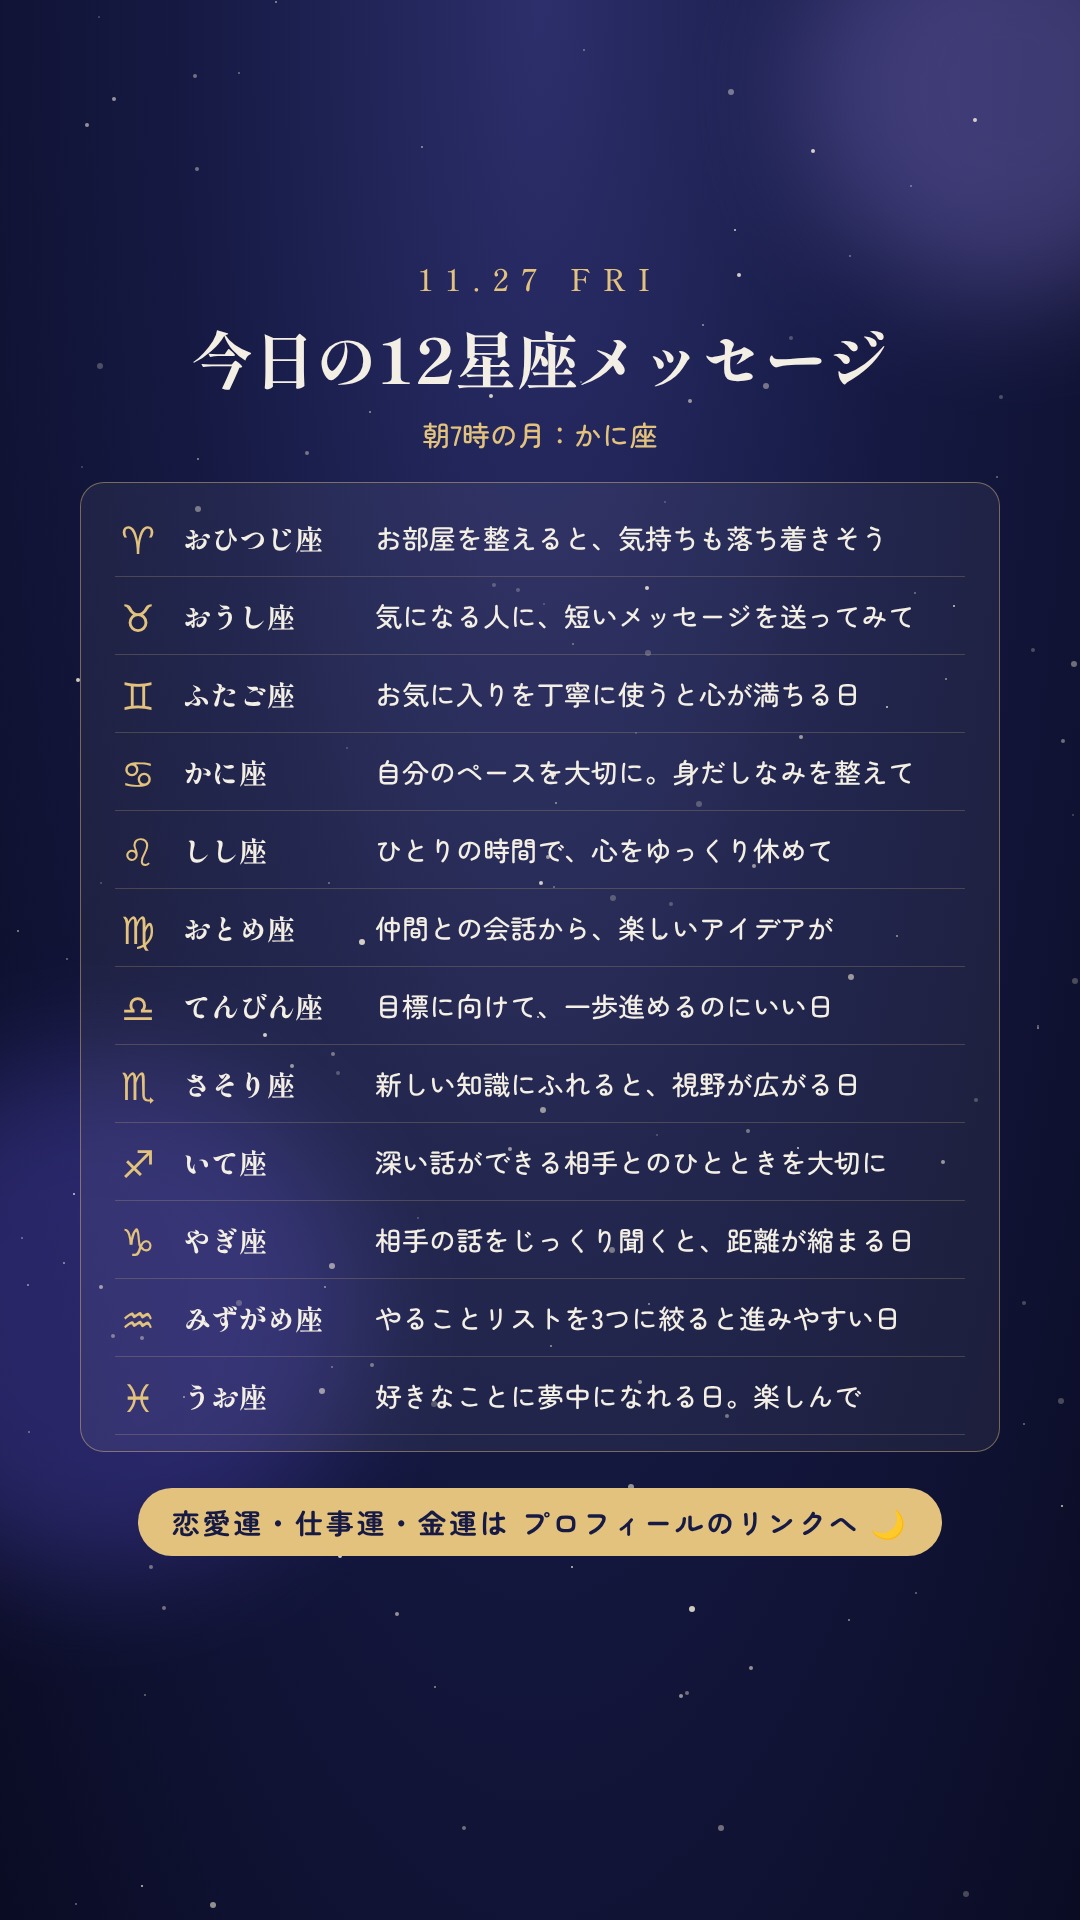 11.27 FRI
今日の12星座メッセージ
朝7時の月：かに座
♈ おひつじ座 お部屋を整えると、気持ちも落ち着きそう
♉ おうし座 気になる人に、短いメッセージを送ってみて
♊ ふたご座 お気に入りを丁寧に使うと心が満ちる日
♋ かに座 自分のペースを大切に。身だしなみを整えて
♌ しし座 ひとりの時間で、心をゆっくり休めて
♍ おとめ座 仲間との会話から、楽しいアイデアが
♎ てんびん座 目標に向けて、一歩進めるのにいい日
♏ さそり座 新しい知識にふれると、視野が広がる日
♐ いて座 深い話ができる相手とのひとときを大切に
♑ やぎ座 相手の話をじっくり聞くと、距離が縮まる日
♒ みずがめ座 やることリストを3つに絞ると進みやすい日
♓ うお座 好きなことに夢中になれる日。楽しんで
恋愛運・仕事運・金運は プロフィールのリンクへ 🌙